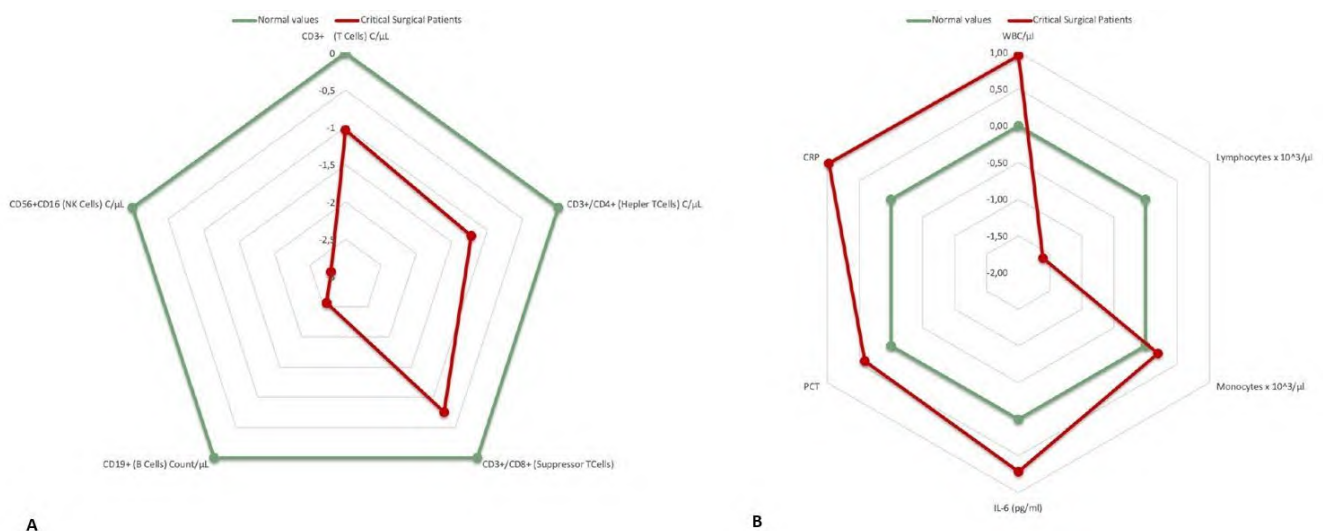 Normal values
Critical Surgical Patients
CD3+ (T Cells) C/µL
0
-0,5
-1
-1,5
-2
-2,5
CD56+CD16 (NK Cells) C/µL
CD3+/CD4+ (Hepler TCells) C/µL
CD19+ (B Cells) Count/µL
CD3+/CD8+ (Suppressor TCells)
A
Normal values
Critical Surgical Patients
WBC/µl
1,00
0,50
0,00
-0,50
-1,00
-1,50
-2,00
CRP
Lymphocytes x 10^3/µl
PCT
Monocytes x 10^3/µl
IL-6 (pg/ml)
B